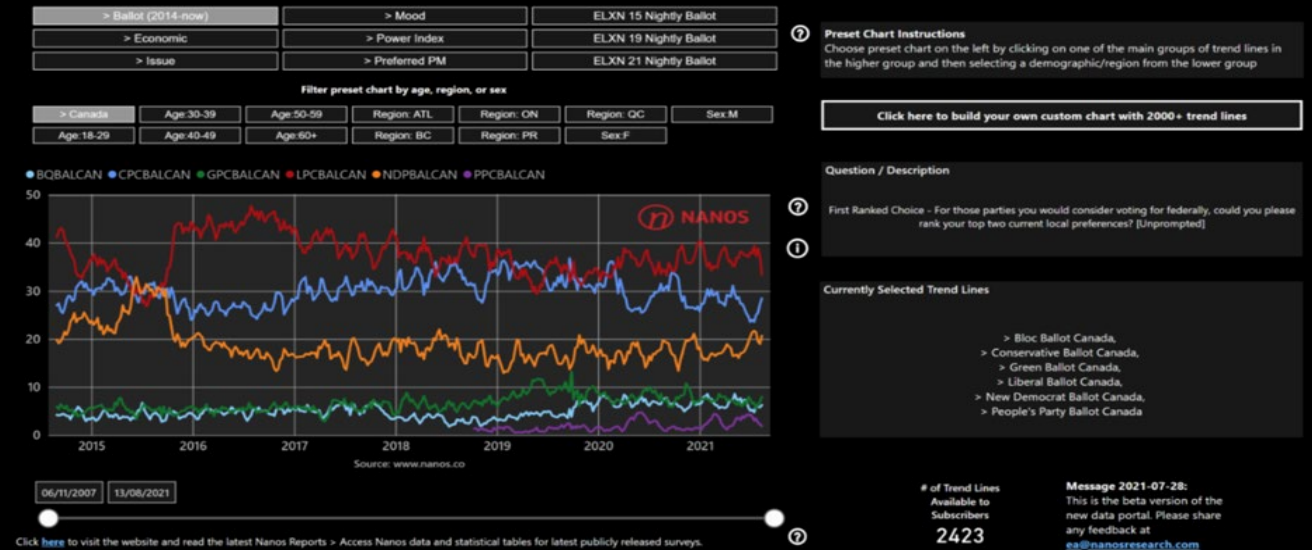 > Ballot (2014-now) > Mood ELXN 15 Nightly Ballot
> Economic > Power Index ELXN 19 Nightly Ballot
> Issue > Preferred PM ELXN 21 Nightly Ballot
Filter preset chart by age, region, or sex
> Canada Age:30-39 Age:50-59 Region: ATL Region: ON Region: QC Sex:M
Age:18-29 Age:40-49 Age:60+ Region: BC Region: PR Sex:F
BQBALCAN CPCBALCAN GPCBALCAN LPCBALCAN NDPBALCAN PPCBALCAN
NANOS
50
40
30
20
10
0
2015 2016 2017 2018 2019 2020 2021
Source: www.nanos.co
06/11/2007 13/08/2021
Click here to visit the website and read the latest Nanos Reports > Access Nanos data and statistical tables for latest publicly released surveys.
?
Preset Chart Instructions
Choose preset chart on the left by clicking on one of the main groups of trend lines in
the higher group and then selecting a demographic/region from the lower group
Click here to build your own custom chart with 2000+ trend lines
Question / Description
?
First Ranked Choice - For those parties you would consider voting for federally, could you please
rank your top two current local preferences? [Unprompted]
i
Currently Selected Trend Lines
> Bloc Ballot Canada,
> Conservative Ballot Canada,
> Green Ballot Canada,
> Liberal Ballot Canada,
> New Democrat Ballot Canada,
> People's Party Ballot Canada
# of Trend Lines
Available to
Subscribers
2423
?
Message 2021-07-28:
This is the beta version of the
new data portal. Please share
any feedback at
ea@nanosresearch.com